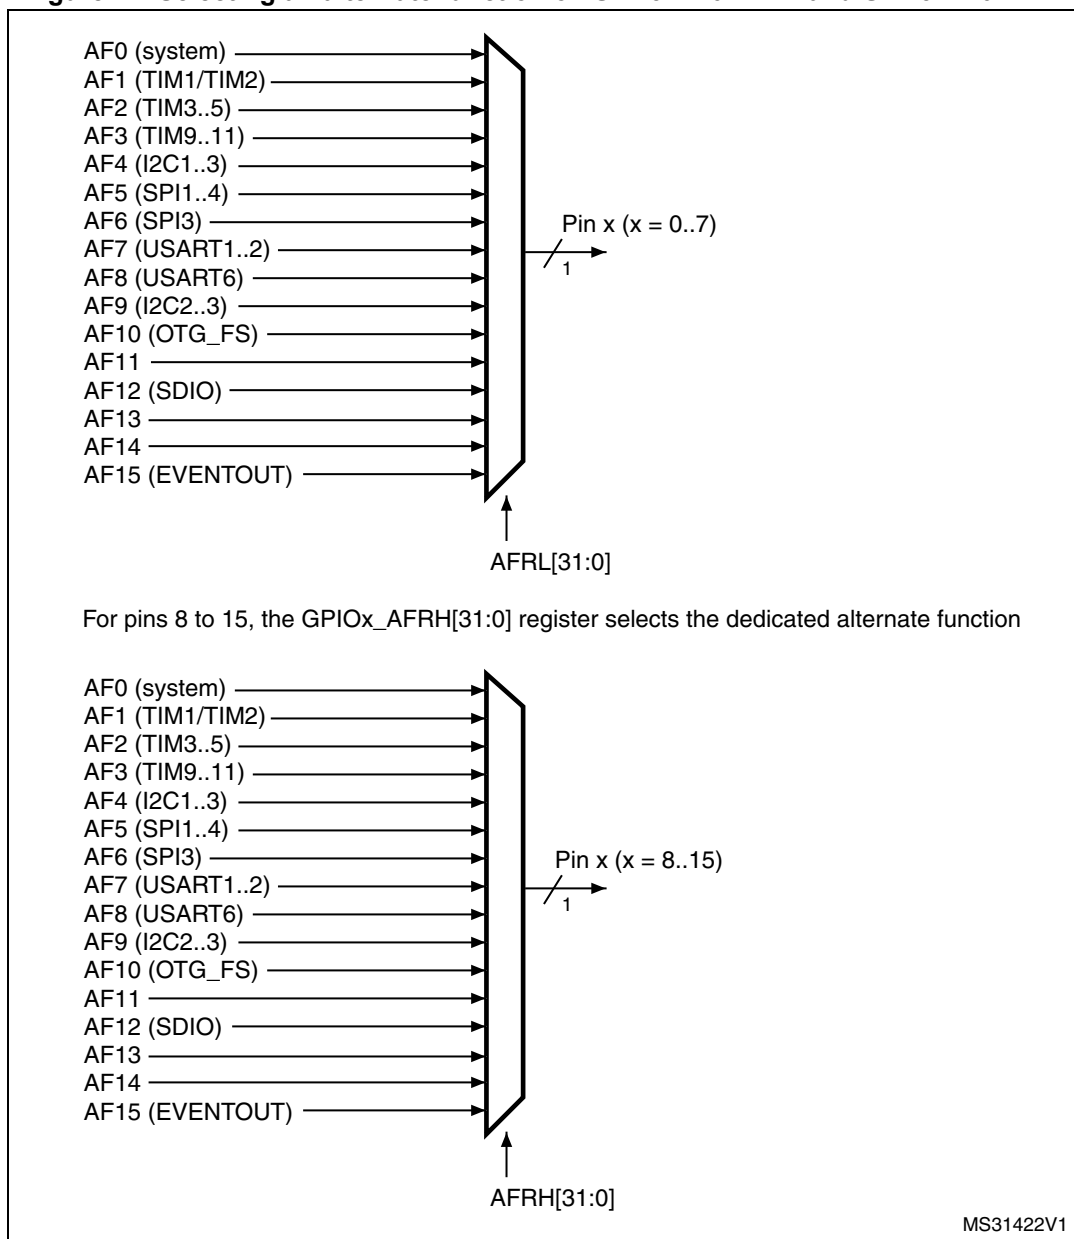 AF0 (system)
AF1 (TIM1/TIM2)
AF2 (TIM3..5)
AF3 (TIM9..11)
AF4 (I2C1..3)
AF5 (SPI1..4)
AF6 (SPI3)
AF7 (USART1..2)
AF8 (USART6)
AF9 (I2C2..3)
AF10 (OTG_FS)
AF11
AF12 (SDIO)
AF13
AF14
AF15 (EVENTOUT)
Pin x (x = 0..7)
1
AFRL[31:0]
For pins 8 to 15, the GPIOx_AFRH[31:0] register selects the dedicated alternate function
AF0 (system)
AF1 (TIM1/TIM2)
AF2 (TIM3..5)
AF3 (TIM9..11)
AF4 (I2C1..3)
AF5 (SPI1..4)
AF6 (SPI3)
AF7 (USART1..2)
AF8 (USART6)
AF9 (I2C2..3)
AF10 (OTG_FS)
AF11
AF12 (SDIO)
AF13
AF14
AF15 (EVENTOUT)
Pin x (x = 8..15)
1
AFRH[31:0]
MS31422V1